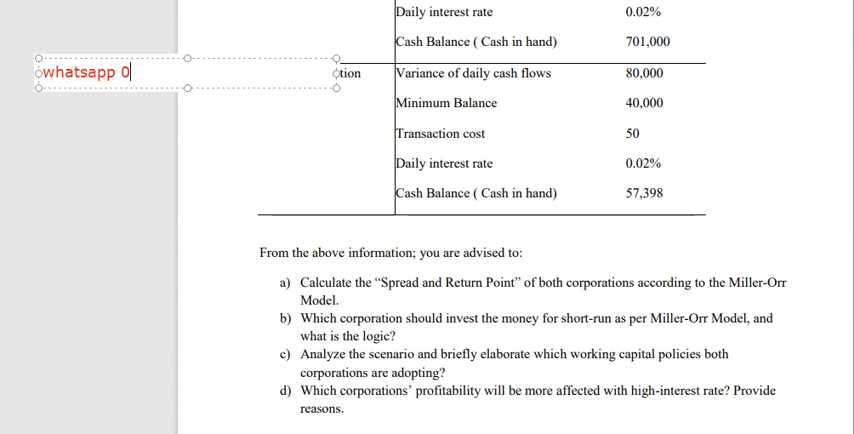 Daily interest rate 0.02%
Cash Balance ( Cash in hand) 701,000
whatsapp 0
tion Variance of daily cash flows 80,000
Minimum Balance 40,000
Transaction cost 50
Daily interest rate 0.02%
Cash Balance ( Cash in hand) 57,398
From the above information; you are advised to:
a) Calculate the “Spread and Return Point” of both corporations according to the Miller-Orr
Model.
b) Which corporation should invest the money for short-run as per Miller-Orr Model, and
what is the logic?
c) Analyze the scenario and briefly elaborate which working capital policies both
corporations are adopting?
d) Which corporations’ profitability will be more affected with high-interest rate? Provide
reasons.